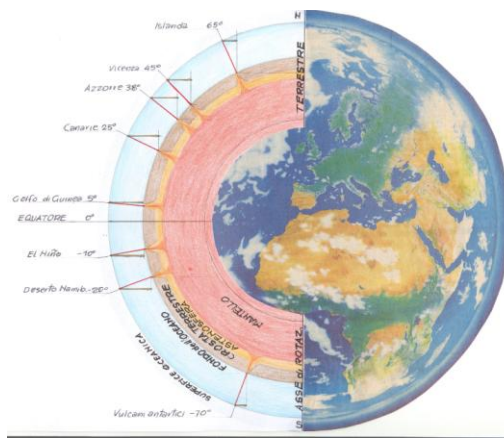 N
Islanda 65°
Vicenza 45°
Azzorre 38°
Canarie 25°
Golfo di Guinea 5°
EQUATORE 0°
El Niño -10°
Deserto Namib. -25°
Vulcani antartici -70°
TERRESTRE
ASSE di ROTAZ.
S
MANTELLO
ASTENOSFERA
CROSTA TERRESTRE
FONDO dell'OCEANO
SUPERFICE OCEANICA